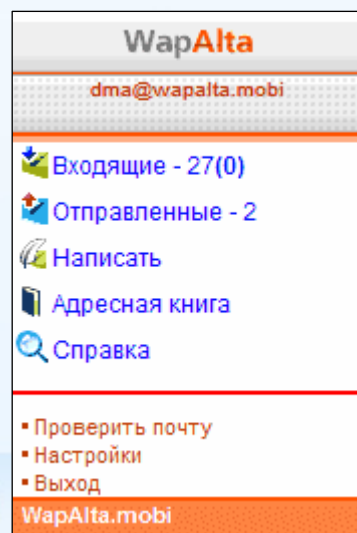 WapAlta
dma@wapalta.mobi
Входящие - 27(0)
Отправленные - 2
Написать
Адресная книга
Справка
▪ Проверить почту
▪ Настройки
▪ Выход
WapAlta.mobi